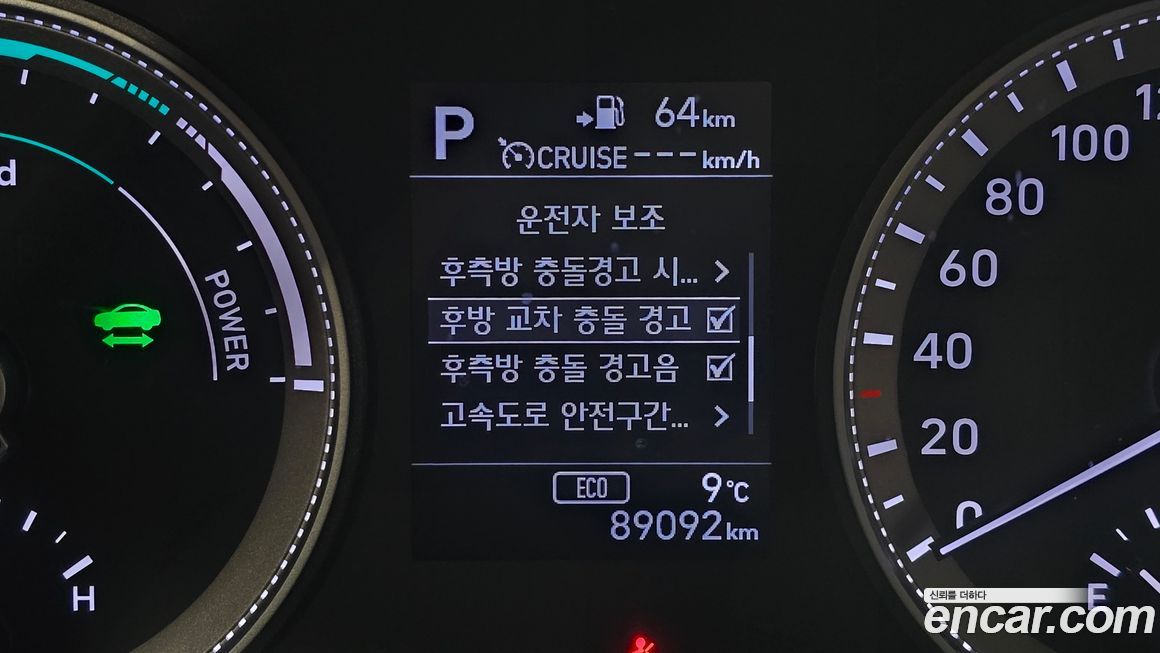 P
64km
CRUISE ---km/h
운전자 보조
후측방 충돌경고 시...
후방 교차 충돌 경고
후측방 충돌 경고음
고속도로 안전구간...
ECO
9°C
89092km
POWER
H
100
80
60
40
20
0
E
신뢰를 더하다
encar.com